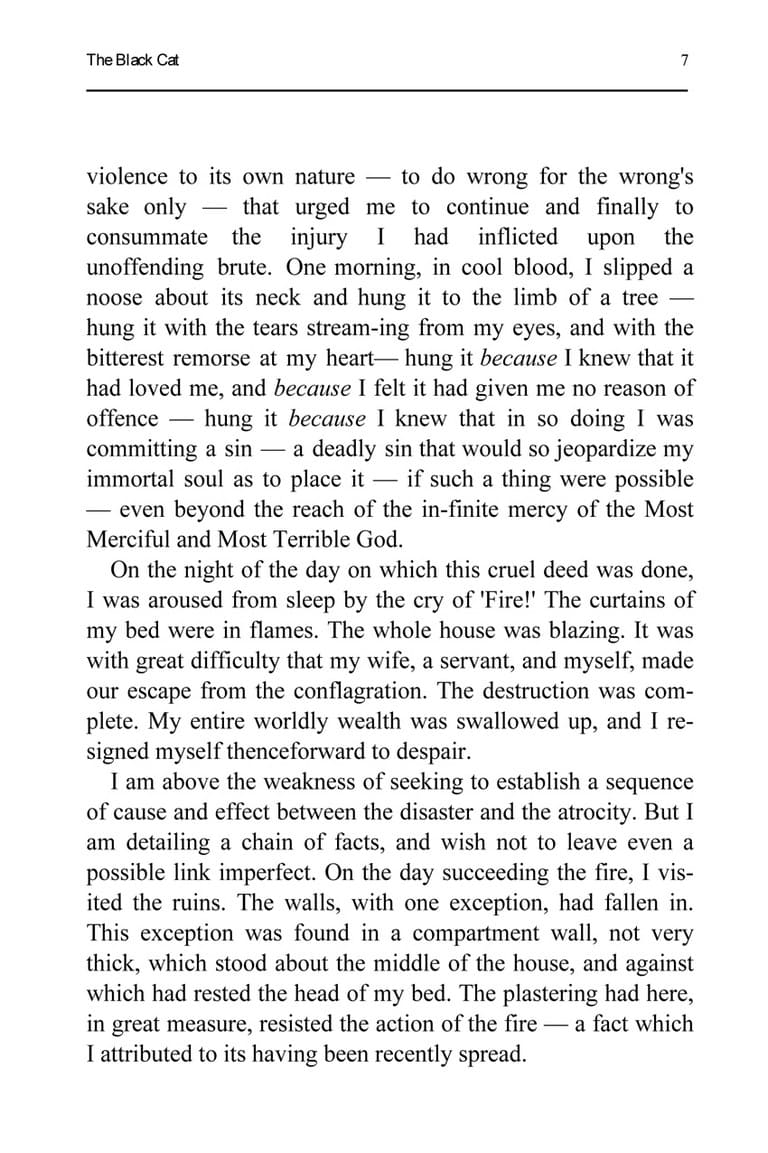 The Black Cat 7
violence to its own nature — to do wrong for the wrong's
sake only — that urged me to continue and finally to
consummate the injury I had inflicted upon the
unoffending brute. One morning, in cool blood, I slipped a
noose about its neck and hung it to the limb of a tree —
hung it with the tears stream-ing from my eyes, and with the
bitterest remorse at my heart— hung it because I knew that it
had loved me, and because I felt it had given me no reason of
offence — hung it because I knew that in so doing I was
committing a sin — a deadly sin that would so jeopardize my
immortal soul as to place it — if such a thing were possible
— even beyond the reach of the in-finite mercy of the Most
Merciful and Most Terrible God.
On the night of the day on which this cruel deed was done,
I was aroused from sleep by the cry of 'Fire!' The curtains of
my bed were in flames. The whole house was blazing. It was
with great difficulty that my wife, a servant, and myself, made
our escape from the conflagration. The destruction was com-
plete. My entire worldly wealth was swallowed up, and I re-
signed myself thenceforward to despair.
I am above the weakness of seeking to establish a sequence
of cause and effect between the disaster and the atrocity. But I
am detailing a chain of facts, and wish not to leave even a
possible link imperfect. On the day succeeding the fire, I vis-
ited the ruins. The walls, with one exception, had fallen in.
This exception was found in a compartment wall, not very
thick, which stood about the middle of the house, and against
which had rested the head of my bed. The plastering had here,
in great measure, resisted the action of the fire — a fact which
I attributed to its having been recently spread.